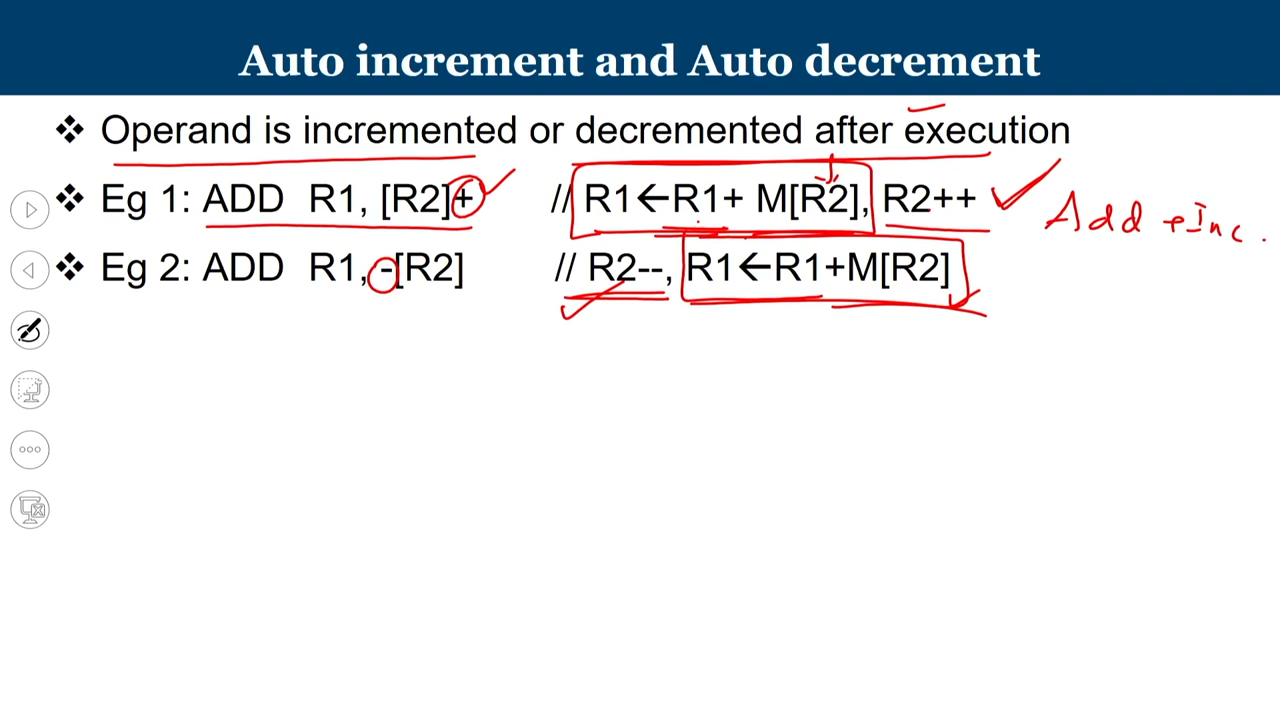 Auto increment and Auto decrement
❖ Operand is incremented or decremented after execution
❖ Eg 1: ADD R1, [R2]+ // R1←R1+ M[R2], R2++
Add +Inc.
❖ Eg 2: ADD R1, -[R2] // R2--, R1←R1+M[R2]